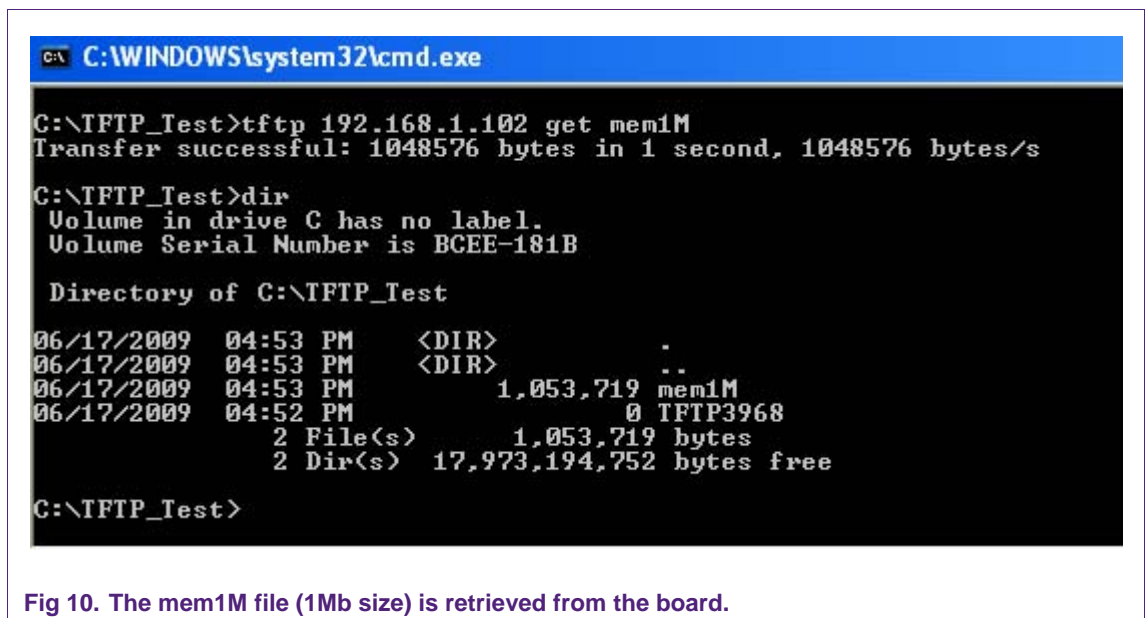 C:\WINDOWS\system32\cmd.exe
C:\TFTP_Test>tftp 192.168.1.102 get mem1M
Transfer successful: 1048576 bytes in 1 second, 1048576 bytes/s
C:\TFTP_Test>dir
Volume in drive C has no label.
Volume Serial Number is BCEE-181B
Directory of C:\TFTP_Test
06/17/2009 04:53 PM <DIR> .
06/17/2009 04:53 PM <DIR> ..
06/17/2009 04:53 PM 1,053,719 mem1M
06/17/2009 04:52 PM 0 TFTP3968
2 File(s) 1,053,719 bytes
2 Dir(s) 17,973,194,752 bytes free
C:\TFTP_Test>
Fig 10. The mem1M file (1Mb size) is retrieved from the board.